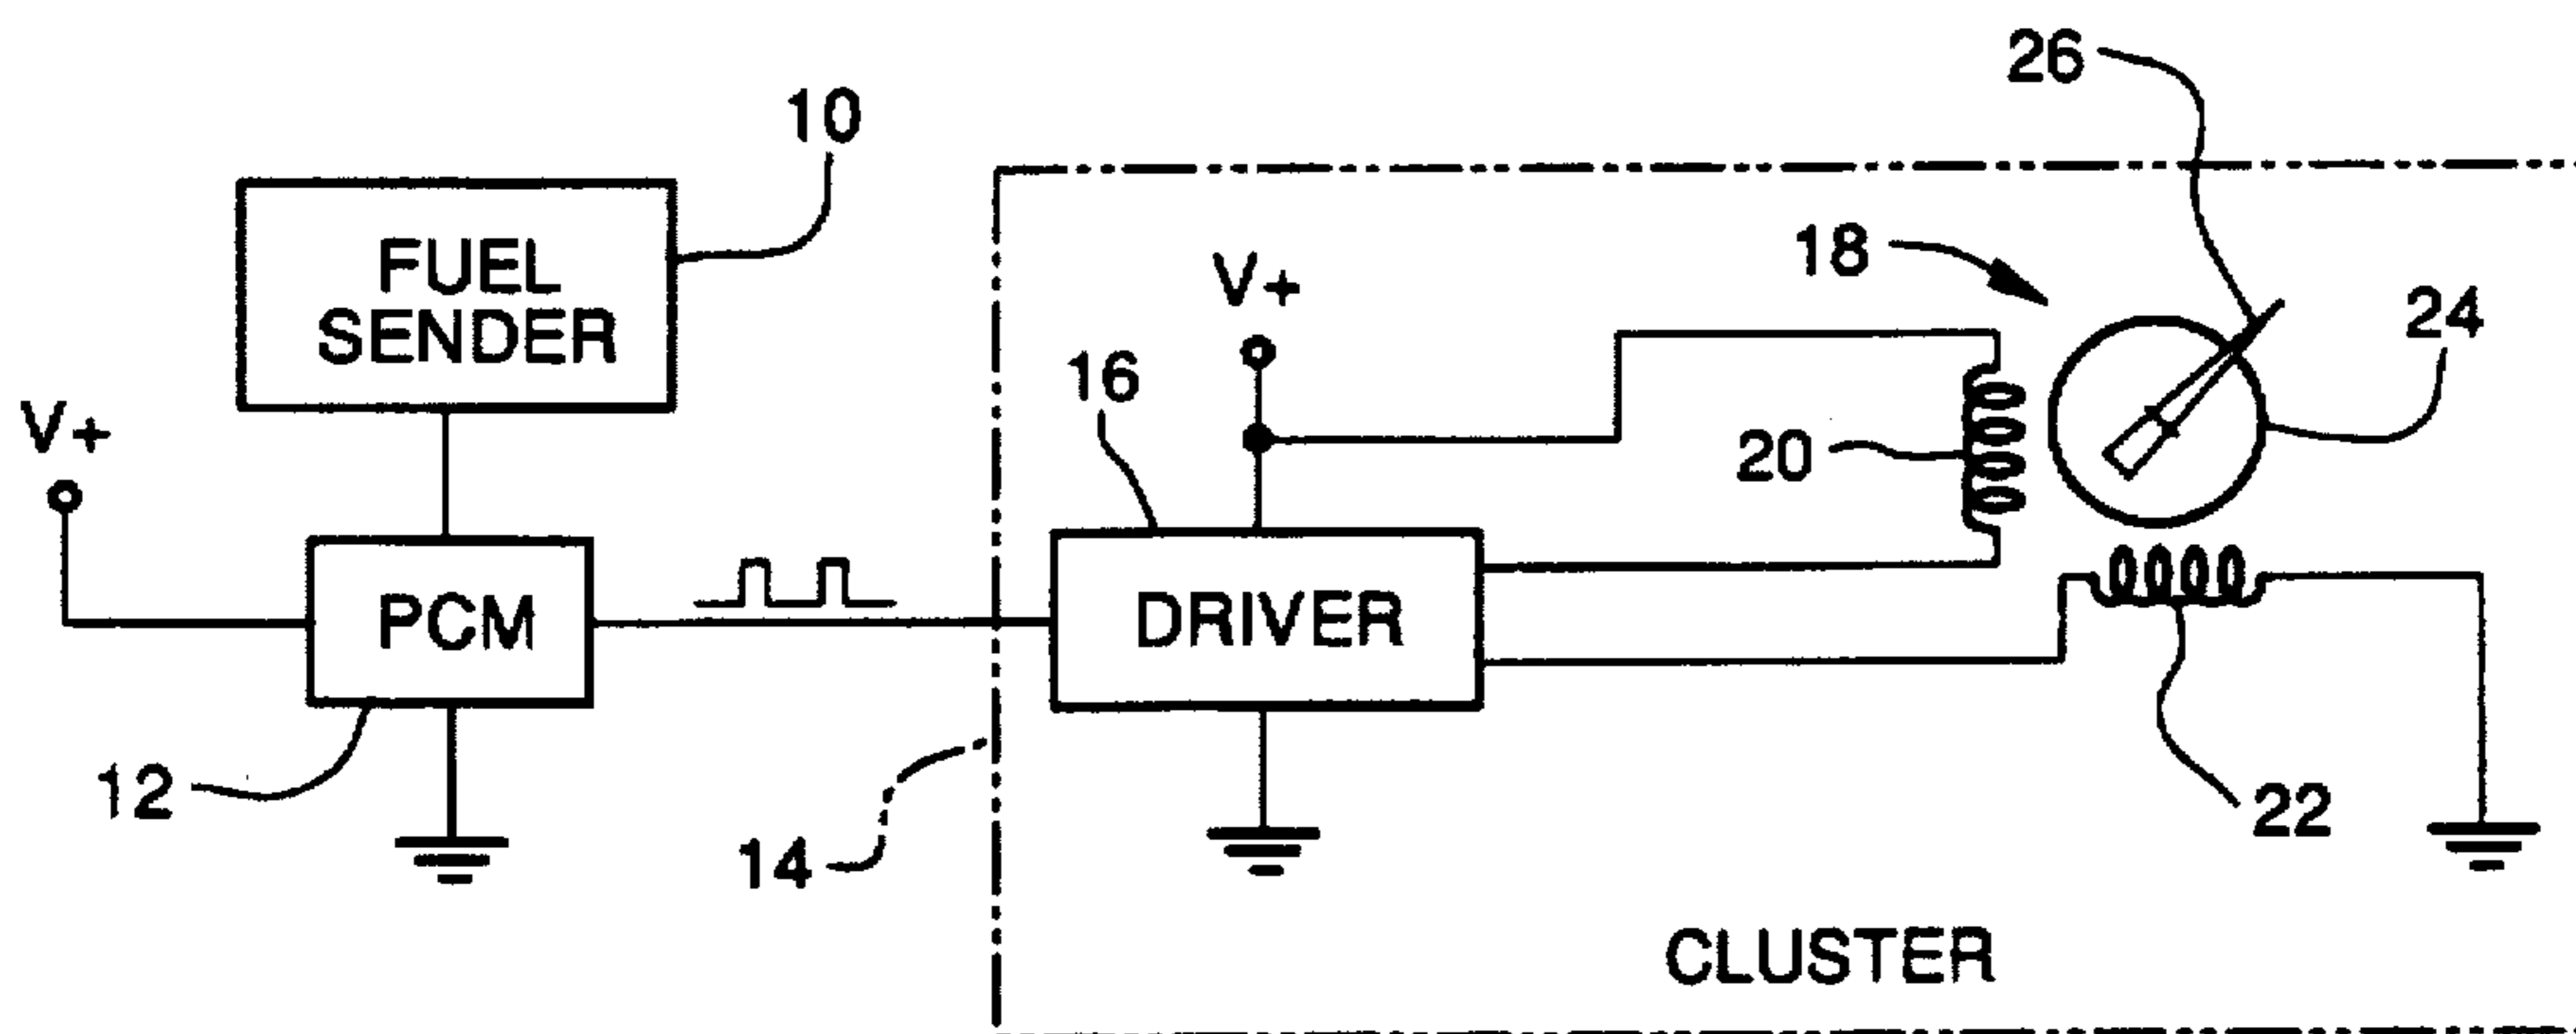 26
10
18
FUEL
SENDER
V+
24
16
V+
20
PCM
DRIVER
12
14
22
CLUSTER